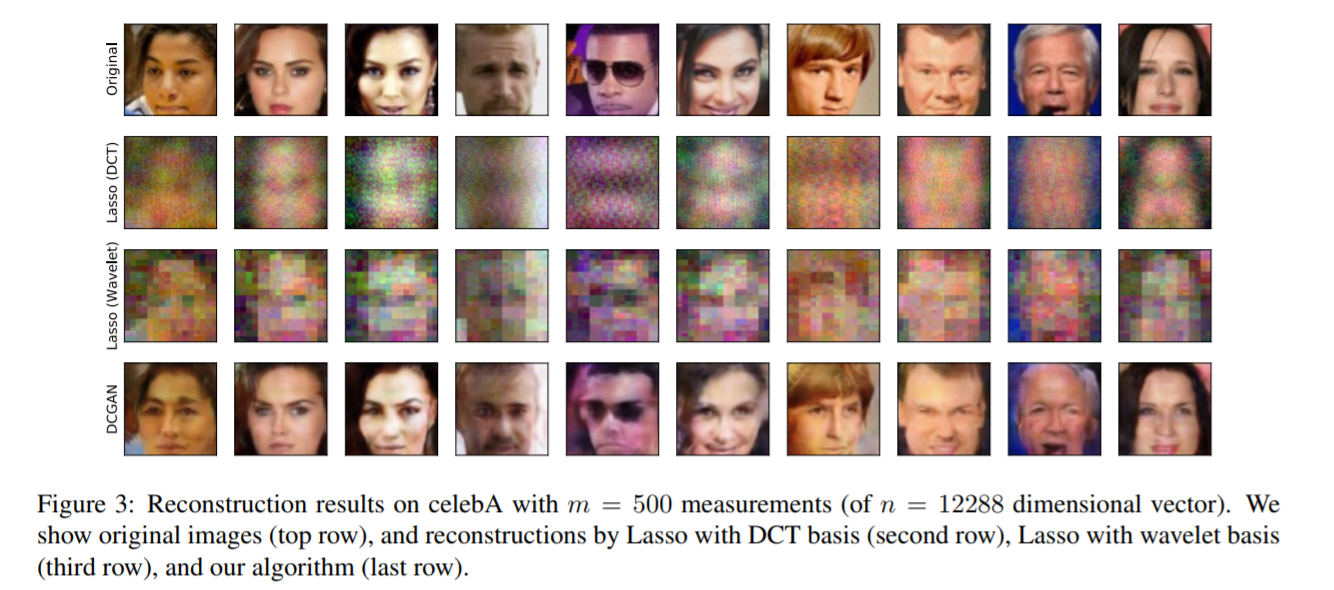 Original
Lasso (DCT)
Lasso (Wavelet)
DCGAN
Figure 3: Reconstruction results on celebA with m = 500 measurements (of n = 12288 dimensional vector). We
show original images (top row), and reconstructions by Lasso with DCT basis (second row), Lasso with wavelet basis
(third row), and our algorithm (last row).